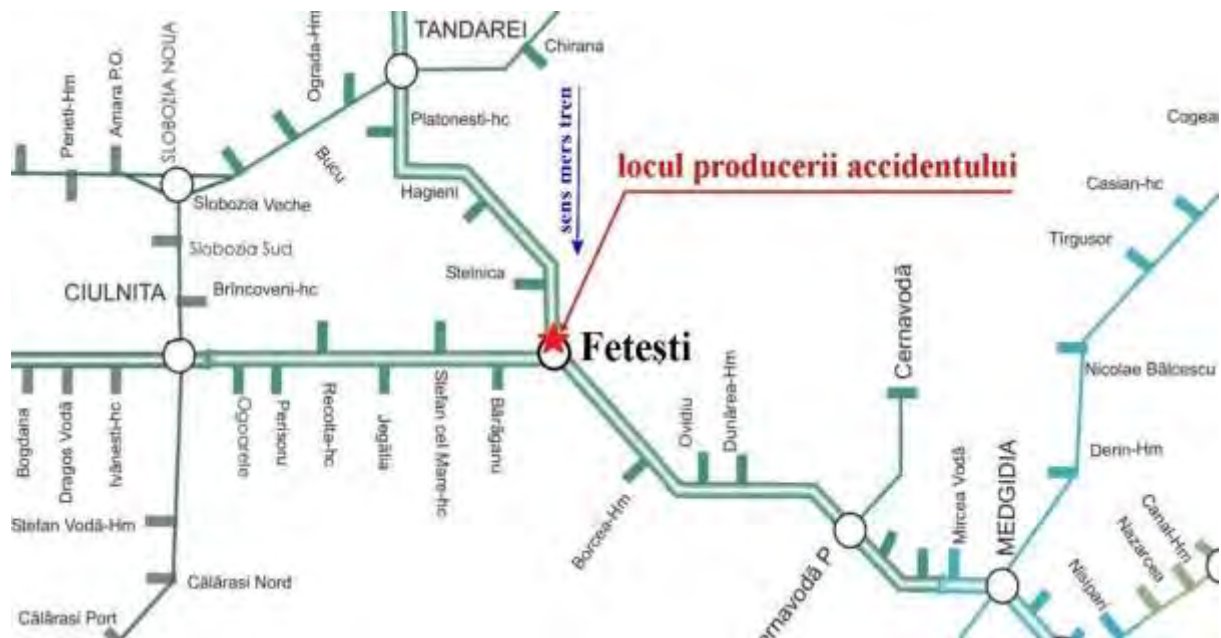 TANDAREI
Chirana
Ograda-Hm
SLOBOZIA NOUA
Amara P.O.
Perieti-Hm
Platonesti-hc
Bucu
Hagieni
sens mers tren
locul producerii accidentului
Cogea
Casian-hc
Tîrgusor
Slobozia Veche
Slobozia Sud
Stelnica
CIULNITA
Brîncoveni-hc
Fetești
Cernavodă
Nicolae Bălcescu
Bogdana
Dragos Vodă
Ivănesti-hc
Perisoru
Recolta-hc
Jegălia
Stefan cel Mare-hc
Bărăganu
Ovidiu
Dunărea-Hm
Borcea-Hm
Mircea Vodă
MEDGIDIA
Derin-Hm
Canal-Hm
Nazarcea
Nisipari
Stefan Vodă-Hm
Călărasi Nord
Călărasi Port
ernavodă P